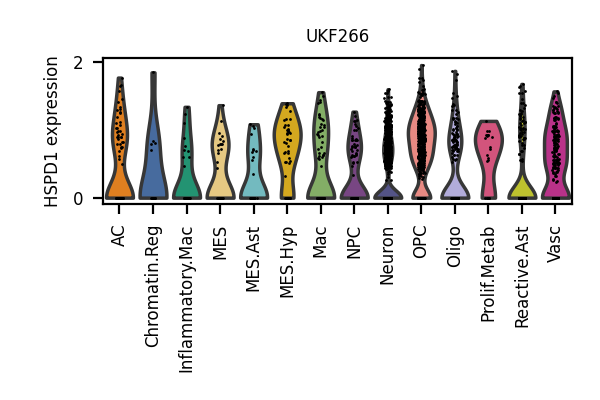 UKF266
HSPD1 expression
2
0
AC
Chromatin.Reg
Inflammatory.Mac
MES
MES.Ast
MES.Hyp
Mac
NPC
Neuron
OPC
Oligo
Prolif.Metab
Reactive.Ast
Vasc